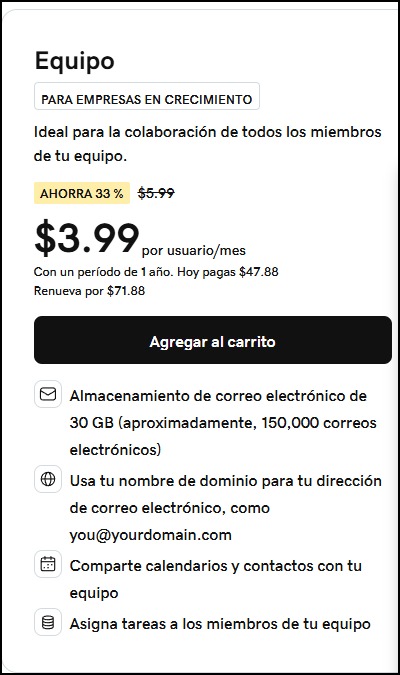 Equipo
PARA EMPRESAS EN CRECIMIENTO
Ideal para la colaboración de todos los miembros
de tu equipo.
AHORRA 33 % $5.99
$3.99 por usuario/mes
Con un período de 1 año. Hoy pagas $47.88
Renueva por $71.88
Agregar al carrito
Almacenamiento de correo electrónico de
30 GB (aproximadamente, 150,000 correos
electrónicos)
Usa tu nombre de dominio para tu dirección
de correo electrónico, como
you@yourdomain.com
Comparte calendarios y contactos con tu
equipo
Asigna tareas a los miembros de tu equipo